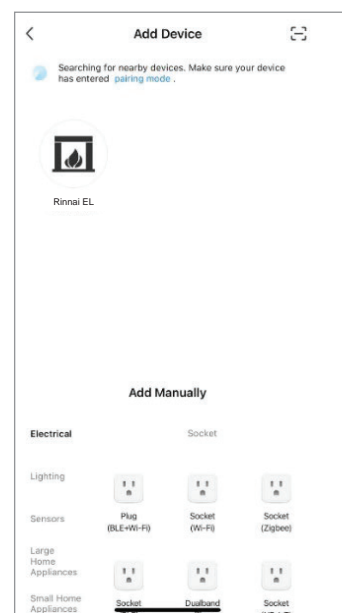 Add Device
Searching for nearby devices. Make sure your device
has entered pairing mode .
Rinnai EL
Add Manually
Electrical
Socket
Lighting
Plug
(BLE+Wi-Fi)
Socket
(Wi-Fi)
Socket
(Zigbee)
Sensors
Large
Home
Appliances
Small Home
Appliances
Socket
Dualband
Socket